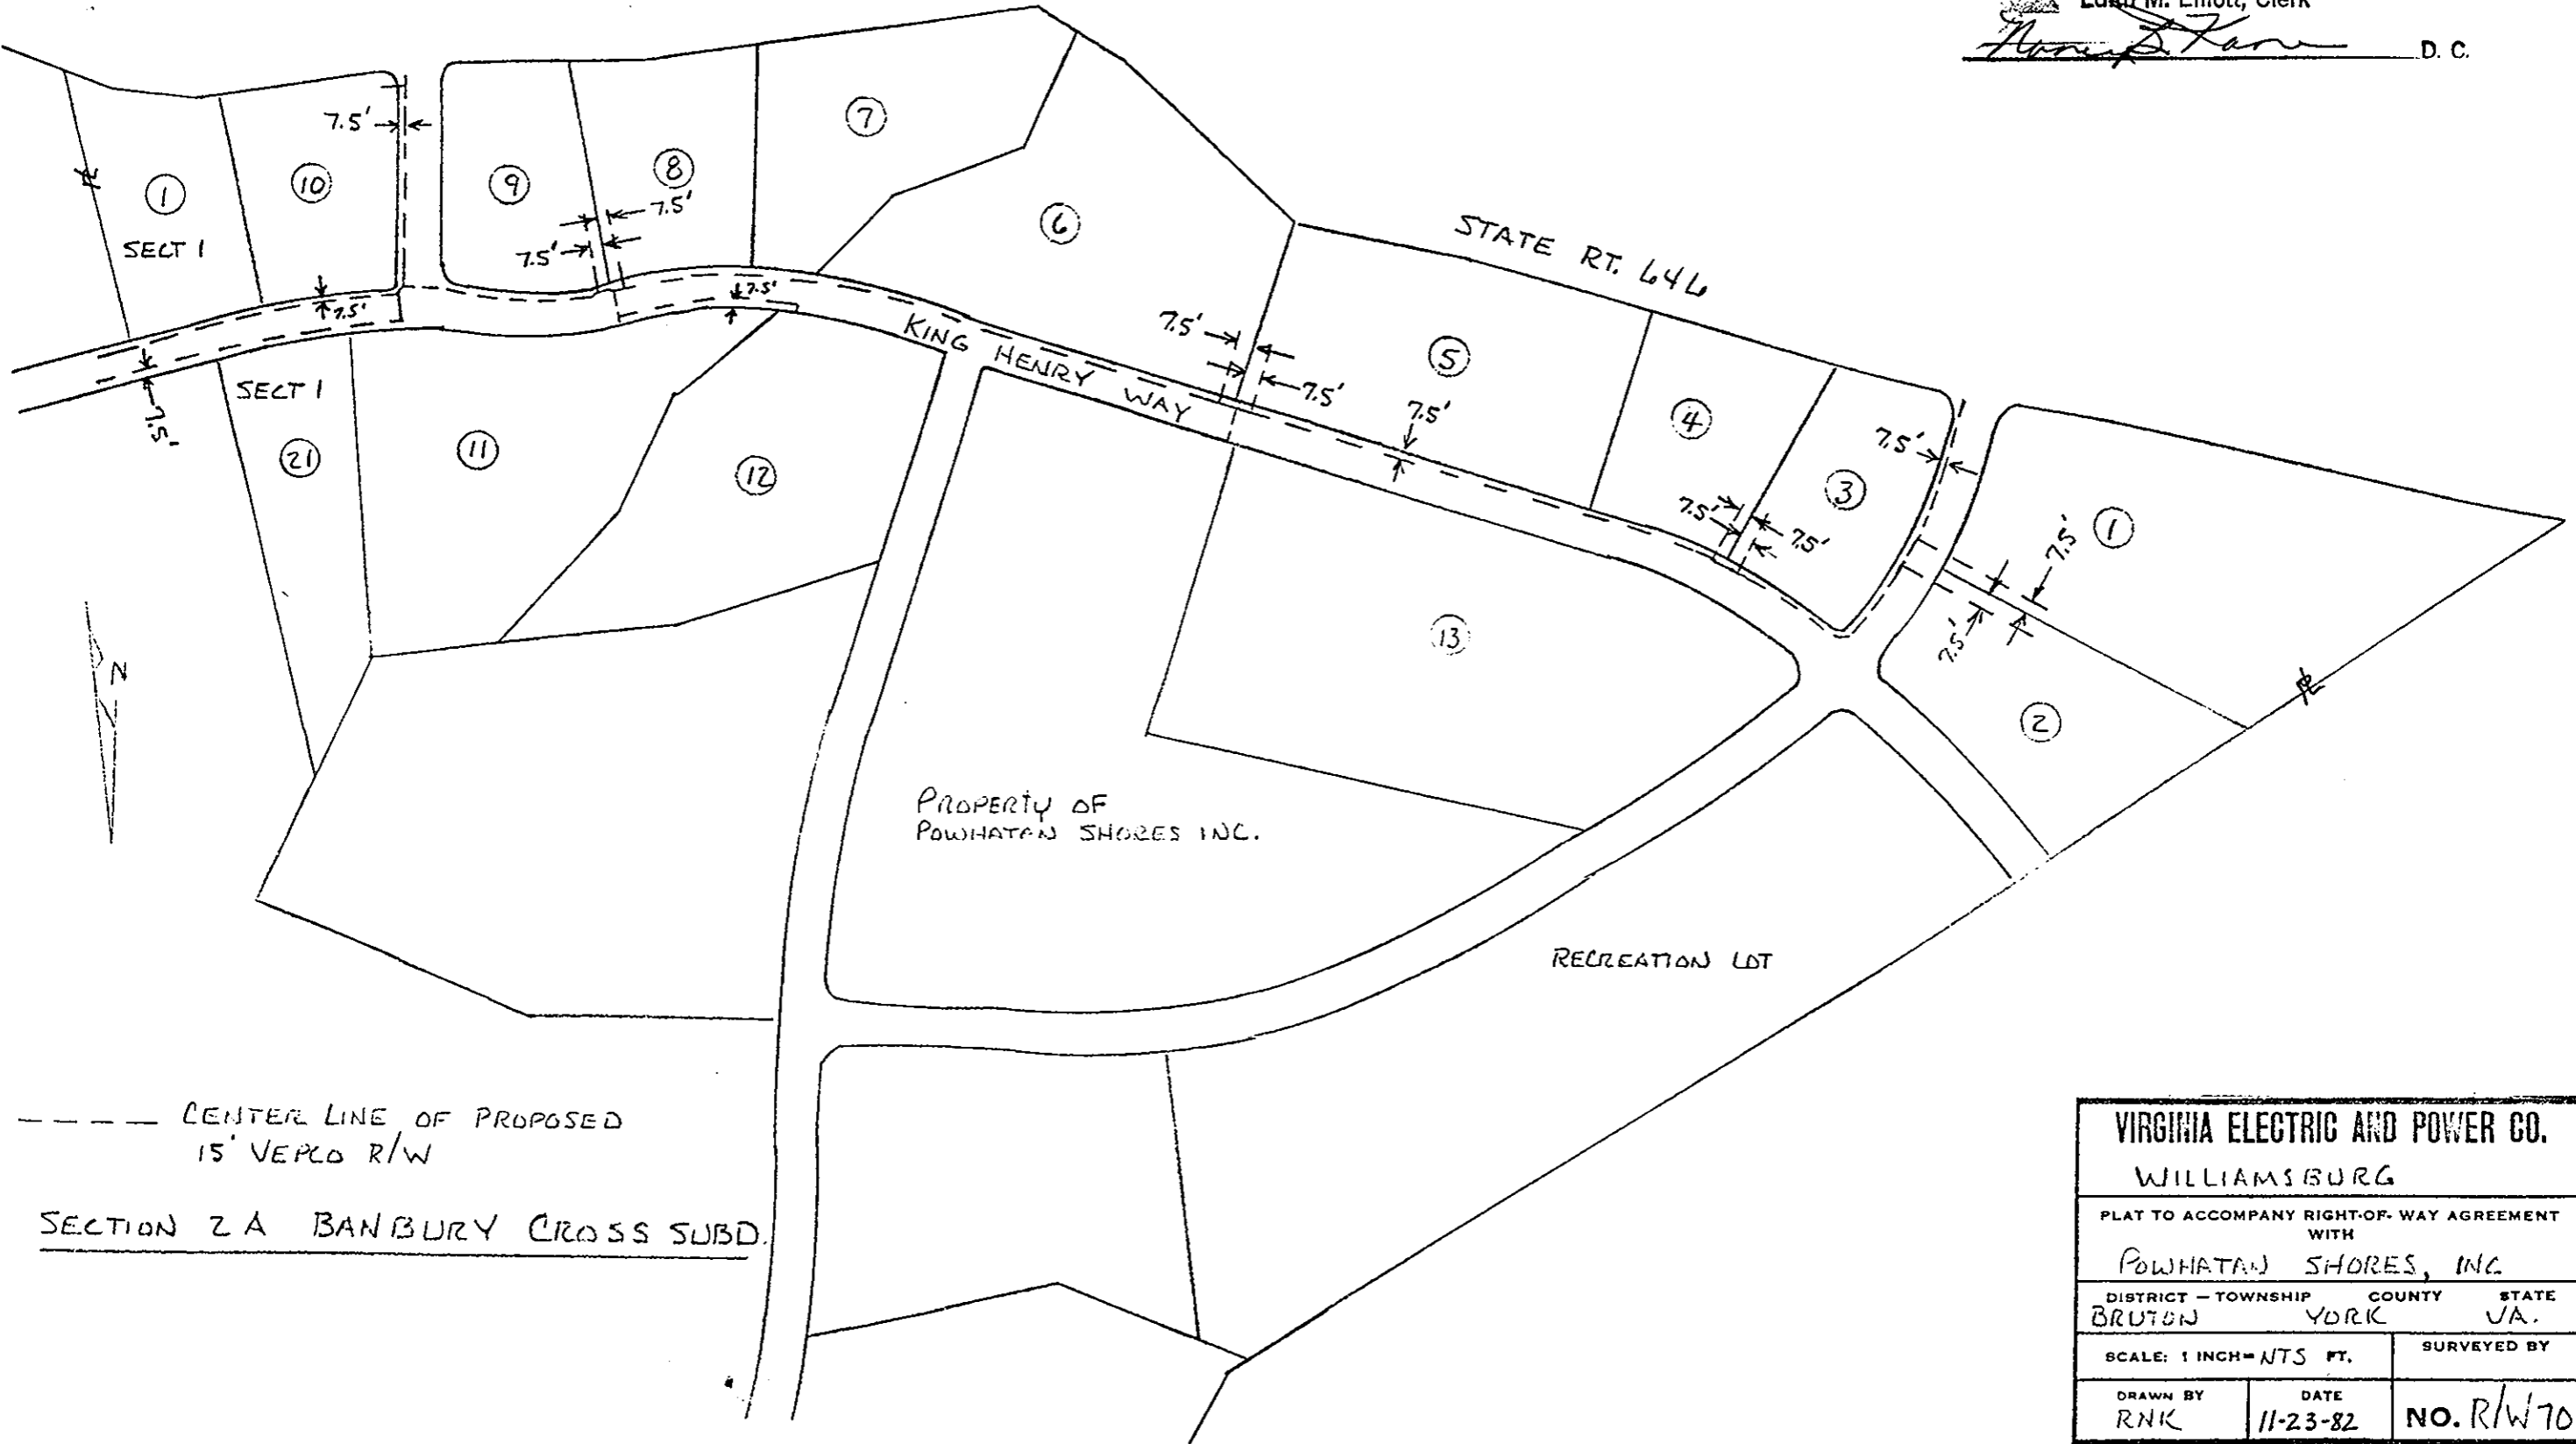 M. Elliott, Clerk
D. C.
7.5'
1
SECT 1
10
9
8
7.5'
7.5'
7
6
7.5'
7.5'
7.5'
STATE RT. 646
KING HENRY WAY
7.5'
7.5'
7.5'
5
4
3
7.5'
7.5'
7.5'
1
7.5'
7.5'
2
SECT 1
21
11
12
13
N
PROPERTY OF
POWHATAN SHORES INC.
RECREATION LOT
CENTER LINE OF PROPOSED
15' VEPCO R/W
SECTION 2A BANBURY CROSS SUBD.
VIRGINIA ELECTRIC AND POWER CO.
WILLIAMSBURG
PLAT TO ACCOMPANY RIGHT-OF-WAY AGREEMENT
WITH
POWHATAN SHORES, INC
DISTRICT - TOWNSHIP COUNTY STATE
BRUTON YORK VA.
SCALE: 1 INCH= NTS FT.
SURVEYED BY
DRAWN BY
RNK
DATE
11-23-82
NO. R/W 70